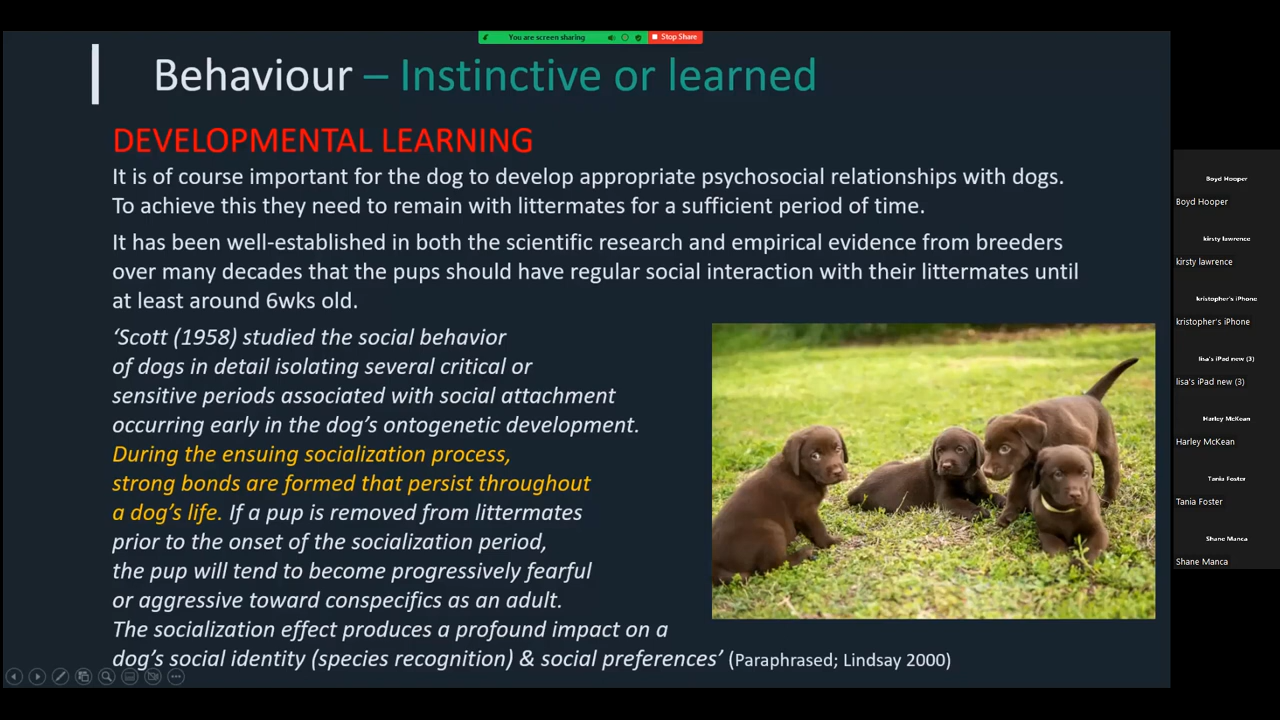 You are screen sharing
Stop Share
Behaviour – Instinctive or learned
DEVELOPMENTAL LEARNING
It is of course important for the dog to develop appropriate psychosocial relationships with dogs.
To achieve this they need to remain with littermates for a sufficient period of time.
It has been well-established in both the scientific research and empirical evidence from breeders
over many decades that the pups should have regular social interaction with their littermates until
at least around 6wks old.
‘Scott (1958) studied the social behavior
of dogs in detail isolating several critical or
sensitive periods associated with social attachment
occurring early in the dog’s ontogenetic development.
During the ensuing socialization process,
strong bonds are formed that persist throughout
a dog’s life. If a pup is removed from littermates
prior to the onset of the socialization period,
the pup will tend to become progressively fearful
or aggressive toward conspecifics as an adult.
The socialization effect produces a profound impact on a
dog’s social identity (species recognition) & social preferences’ (Paraphrased; Lindsay 2000)
Boyd Hooper
Boyd Hooper
kirsty lawrence
kirsty lawrence
kristopher's iPhone
kristopher's iPhone
lisa's iPad new (3)
lisa's iPad new (3)
Harley McKean
Harley McKean
Tania Foster
Tania Foster
Shane Manca
Shane Manca